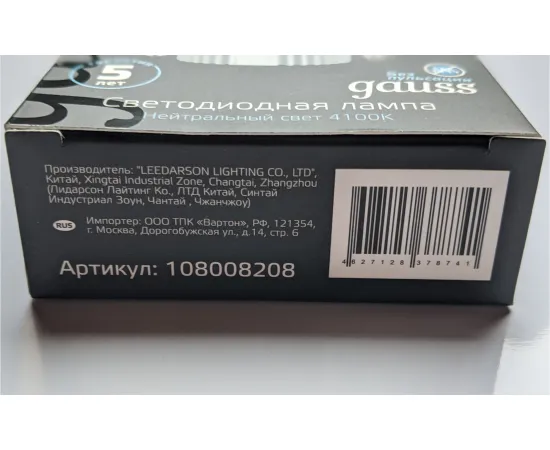 5
лет
Без
пульсации
gauss
Светодиодная лампа
Нейтральный свет 4100K
Производитель: "LEEDARSON LIGHTING CO., LTD",
Китай, Xingtai Industrial Zone, Changtai, Zhangzhou
(Лидарсон Лайтинг Ко., ЛТД Китай, Синтай
Индустриал Зоун, Чантай , Чжанчжоу)
RUS
Импортер: ООО ТПК «Вартон», РФ, 121354,
г. Москва, Дорогобужская ул., д.14, стр. 6
Артикул: 108008208
4627128378741